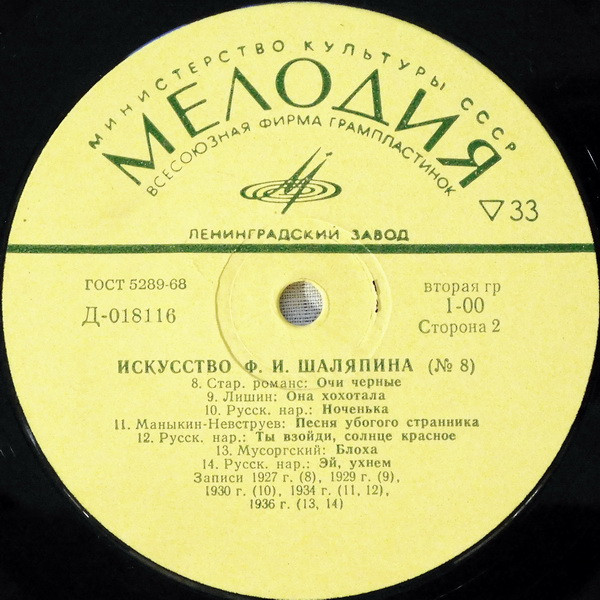 МИНИСТЕРСТВО КУЛЬТУРЫ СССР
МЕЛОДИЯ
ВСЕСОЮЗНАЯ ФИРМА ГРАМПЛАСТИНОК
▽33
ЛЕНИНГРАДСКИЙ ЗАВОД
ГОСТ 5289-68
Д-018116
вторая гр
1-00
Сторона 2
ИСКУССТВО Ф. И. ШАЛЯПИНА (№ 8)
8. Стар. романс: Очи черные
9. Лишин: Она хохотала
10. Русск. нар.: Ноченька
11. Маныкин-Невструев: Песня убогого странника
12. Русск. нар.: Ты взойди, солнце красное
13. Мусоргский: Блоха
14. Русск. нар.: Эй, ухнем
Записи 1927 г. (8), 1929 г. (9),
1930 г. (10), 1934 г. (11, 12),
1936 г. (13, 14)